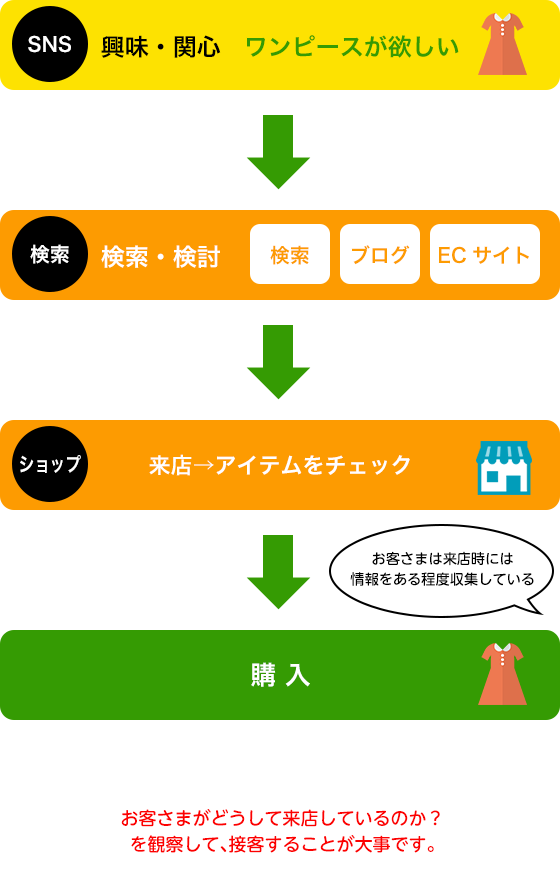 SNS 興味・関心 ワンピースが欲しい
検索 検索・検討 検索 ブログ ECサイト
ショップ 来店→アイテムをチェック
お客さまは来店時には
情報をある程度収集している
購入
お客さまがどうして来店しているのか?
を観察して、接客することが大事です。